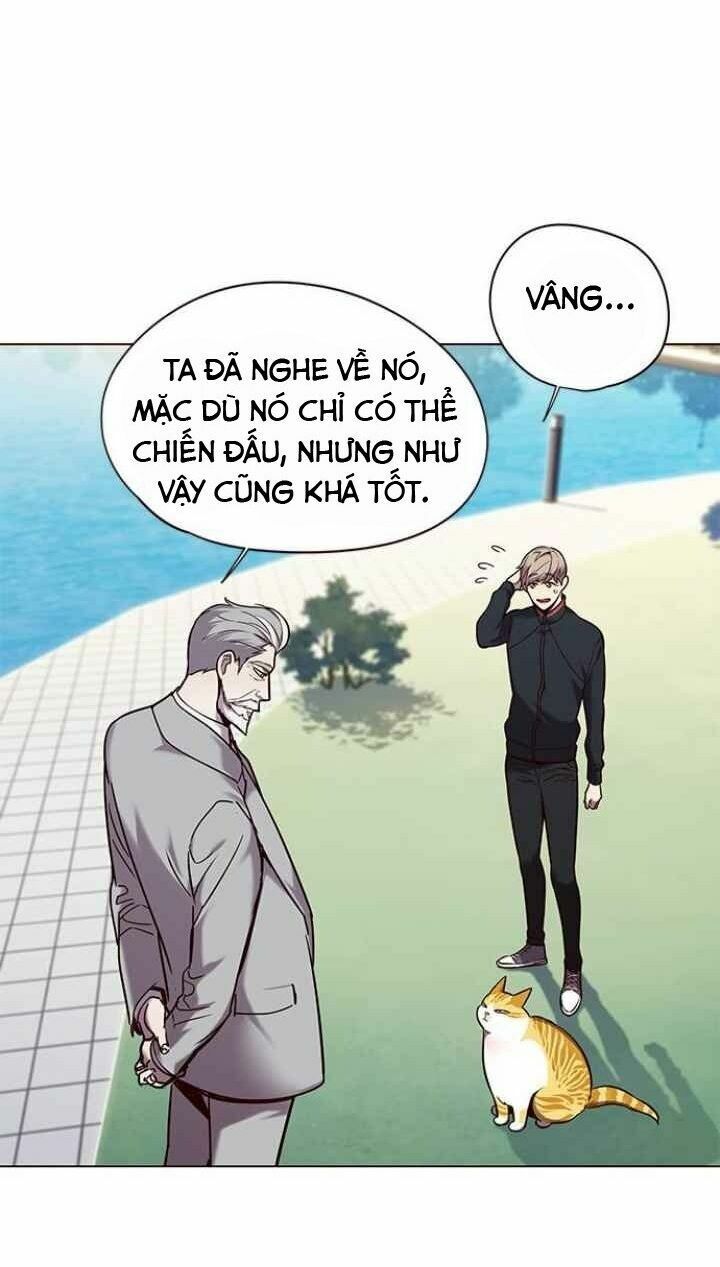 VÂNG...
TA ĐÃ NGHE VỀ NÓ,
MẶC DÙ NÓ CHỈ CÓ THỂ
CHIẾN ĐẤU, NHƯNG NHƯ
VẬY CŨNG KHÁ TỐT.